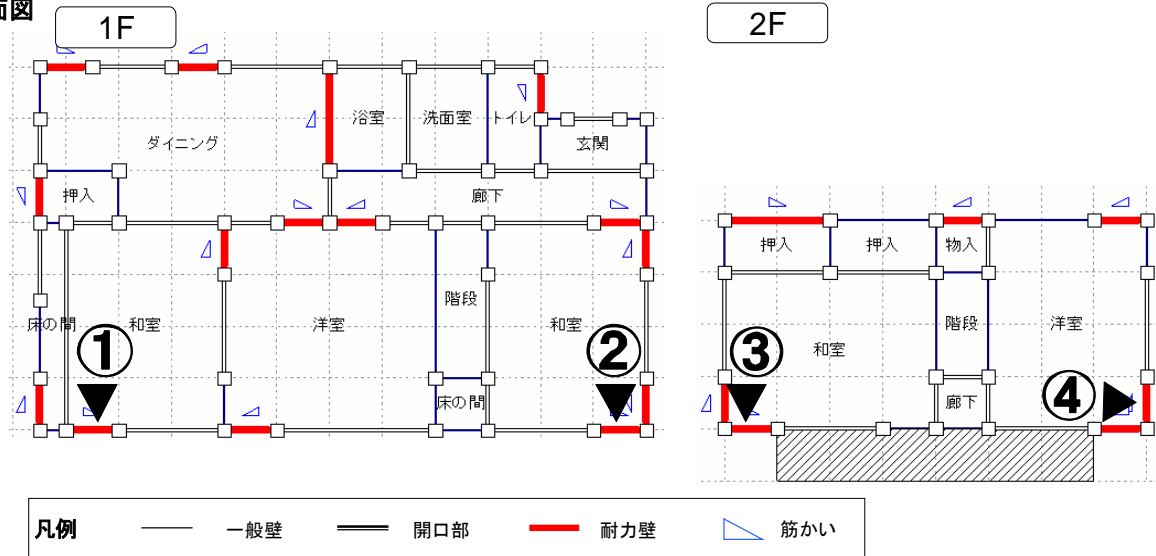 面図
1F
2F
浴室
洗面室
トイレ
ダイニング
玄関
押入
廊下
押入
押入
物入
階段
床の間
和室
洋室
和室
階段
洋室
和室
①
②
③
④
床の間
廊下
凡例
一般壁
開口部
耐力壁
筋かい